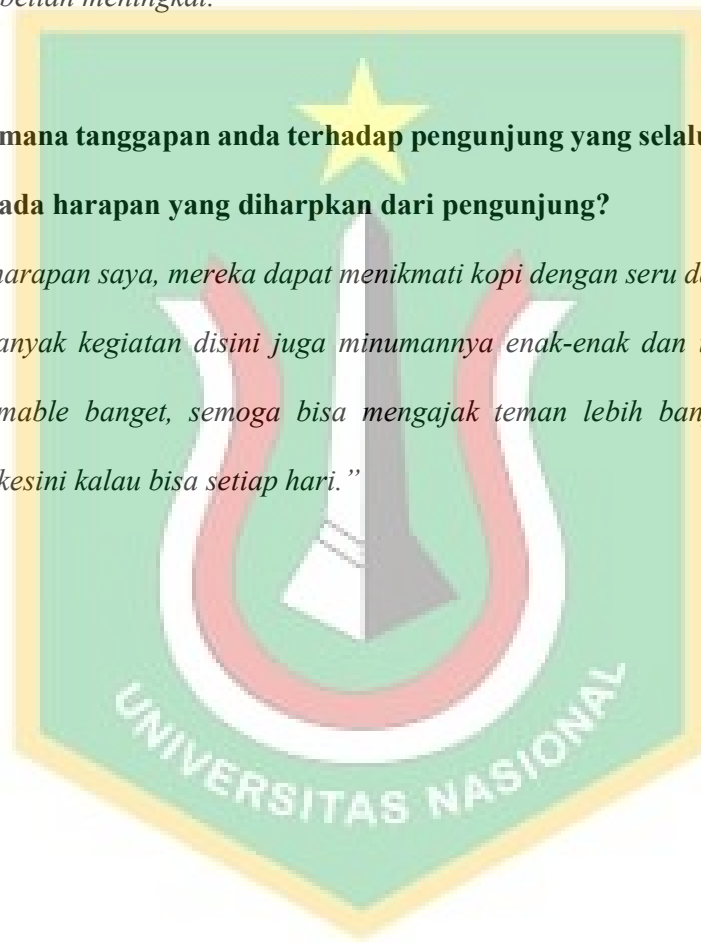 belian meningkat.
mana tanggapan anda terhadap pengunjung yang selalu
ada harapan yang diharpkan dari pengunjung?
harapan saya, mereka dapat menikmati kopi dengan seru
anyak kegiatan disini juga minumannya enak-enak dan
mable banget, semoga bisa mengajak teman lebih ban
kesini kalau bisa setiap hari.”
UNIVERSITAS NASIONAL